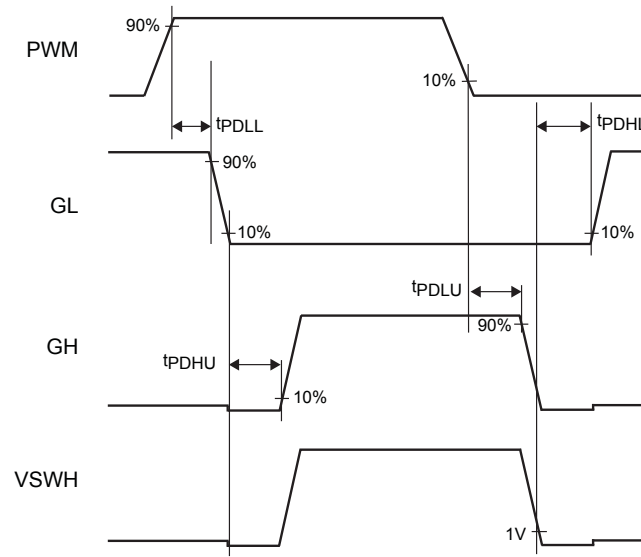 PWM
90%
10%
tPDLL
tPDHL
GL
90%
10%
10%
tPDLU
GH
90%
tPDHU
10%
VSWH
1V